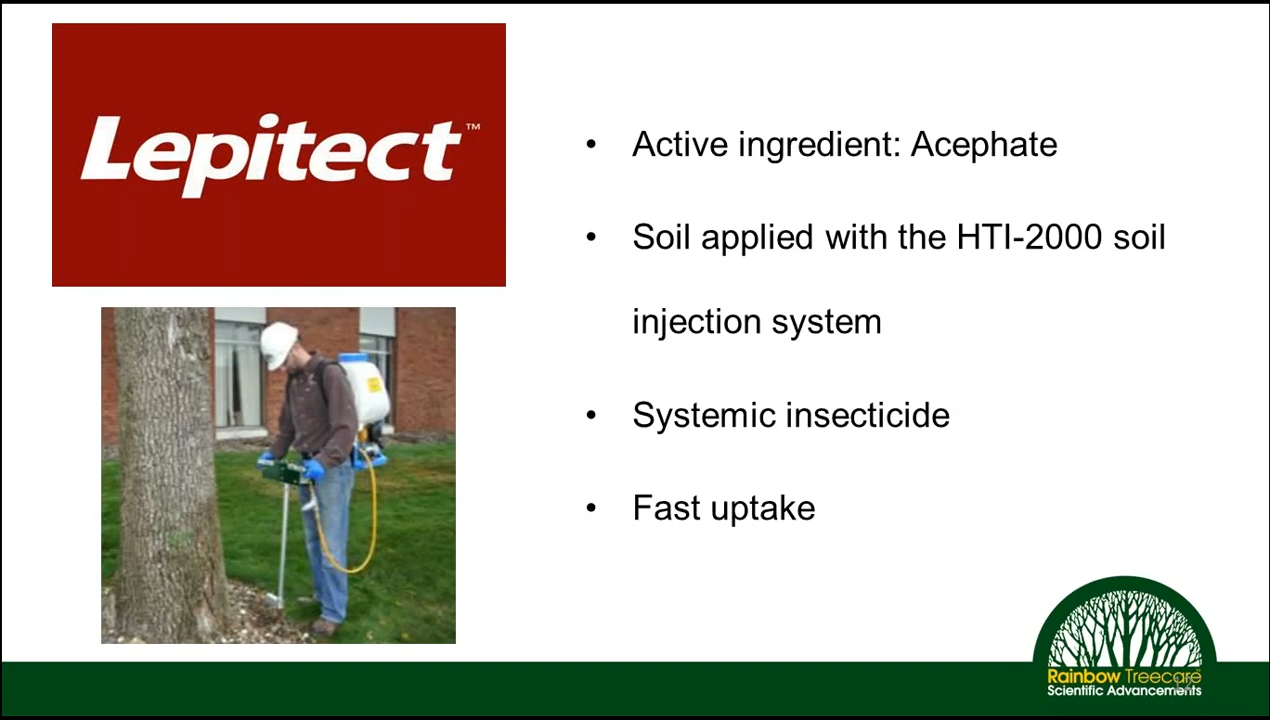 Lepitect™
• Active ingredient: Acephate
• Soil applied with the HTI-2000 soil
injection system
• Systemic insecticide
• Fast uptake
Rainbow Treecare
Scientific Advancements